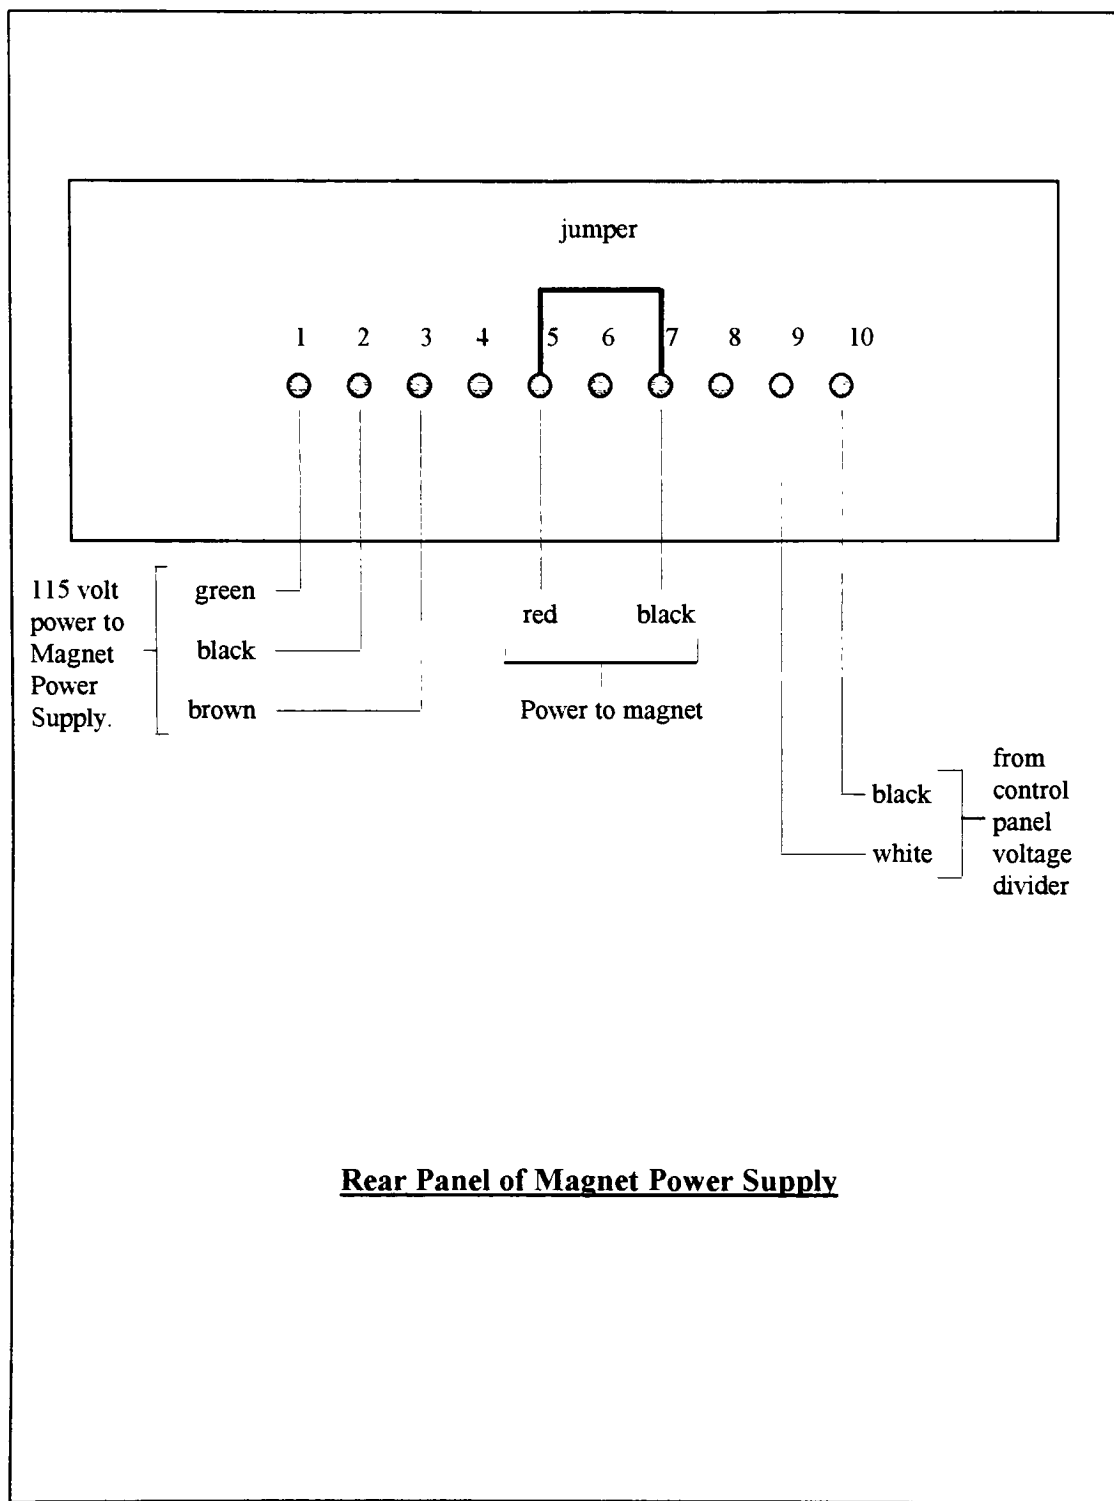 jumper
1 2 3 4 5 6 7 8 9 10
115 volt
power to
Magnet
Power
Supply.
green
black
brown
red black
Power to magnet
black
white
from
control
panel
voltage
divider
Rear Panel of Magnet Power Supply